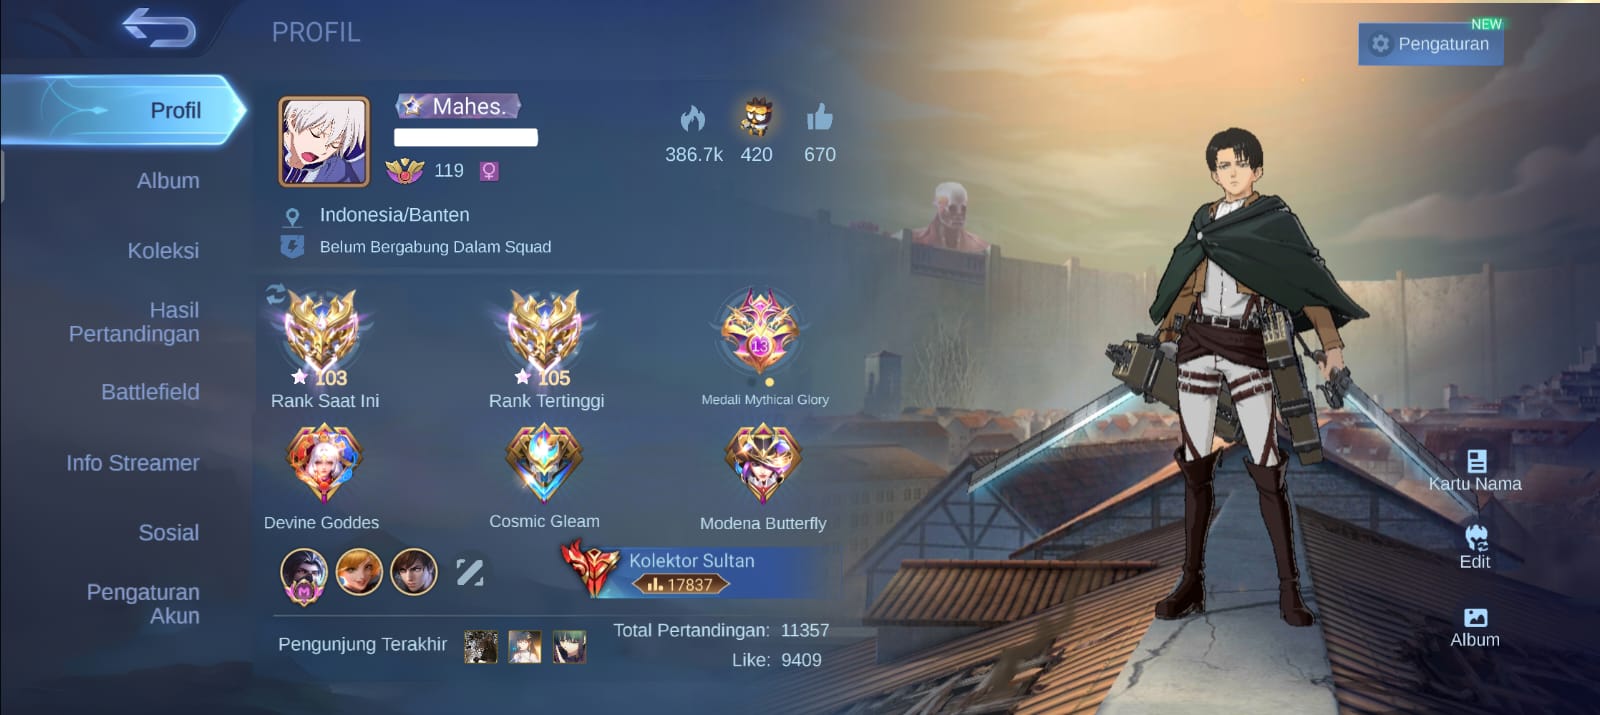 PROFIL
NEW
Pengaturan
Profil
Album
Koleksi
Hasil
Pertandingan
Battlefield
Info Streamer
Sosial
Pengaturan
Akun
Mahes.
119
386.7k
420
670
Indonesia/Banten
Belum Bergabung Dalam Squad
103
Rank Saat Ini
105
Rank Tertinggi
13
Medali Mythical Glory
Devine Goddes
Cosmic Gleam
Modena Butterfly
M
Kolektor Sultan
17837
Pengunjung Terakhir
Total Pertandingan: 11357
Like: 9409
Kartu Nama
Edit
Album